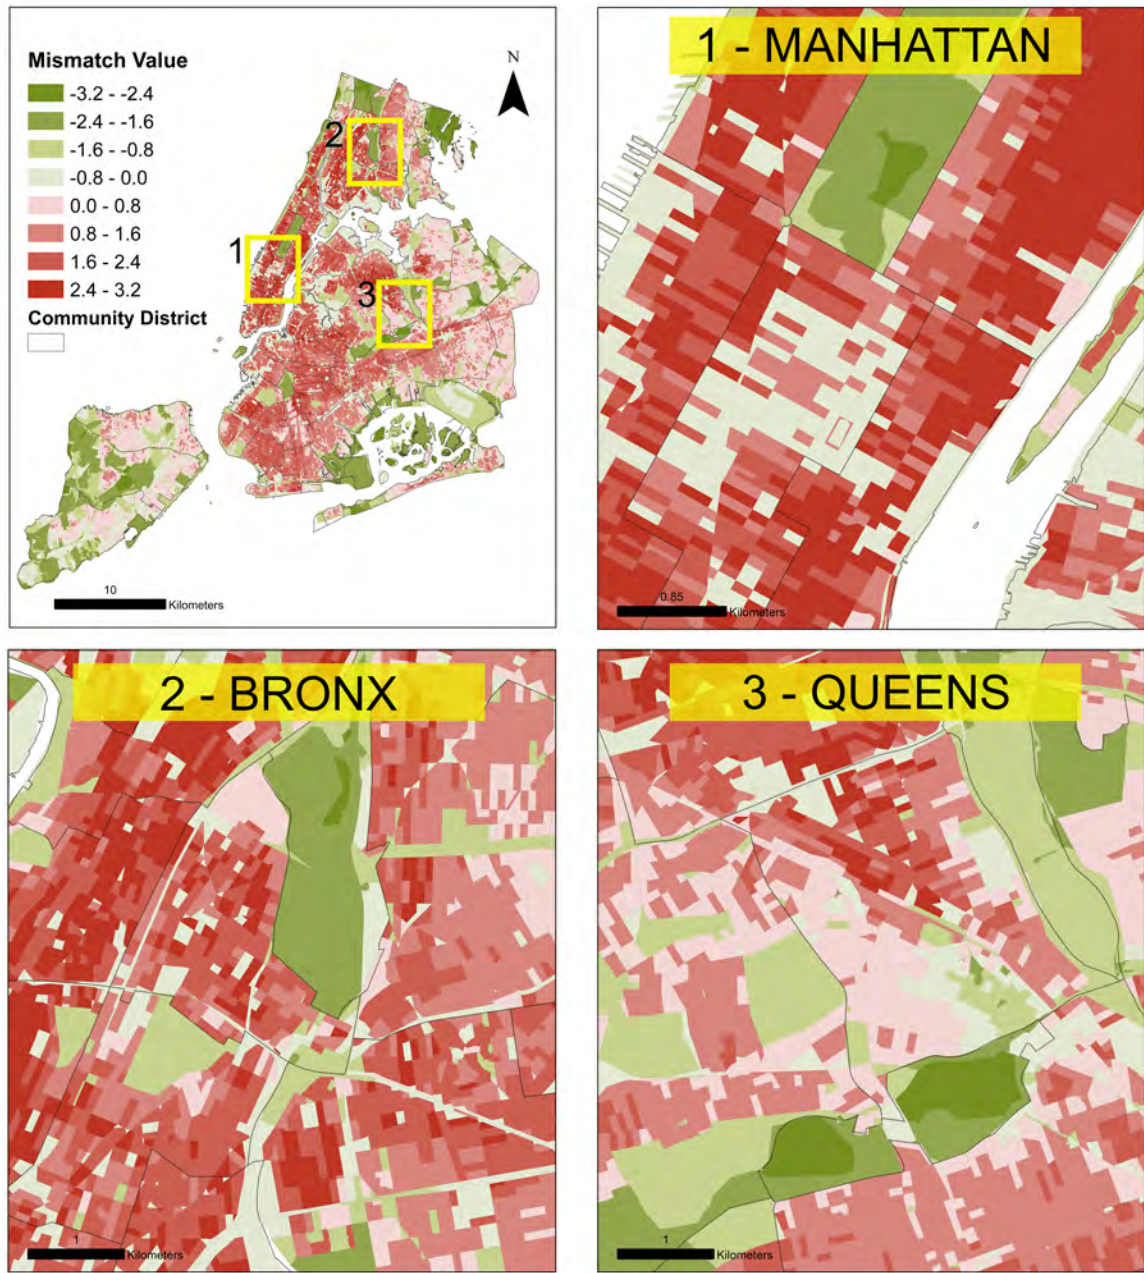 Mismatch Value
-3.2 - -2.4
-2.4 - -1.6
-1.6 - -0.8
-0.8 - 0.0
0.0 - 0.8
0.8 - 1.6
1.6 - 2.4
2.4 - 3.2
Community District
N
2
1
3
10
Kilometers
1 - MANHATTAN
0.85
Kilometers
2 - BRONX
1
Kilometers
3 - QUEENS
1
Kilometers